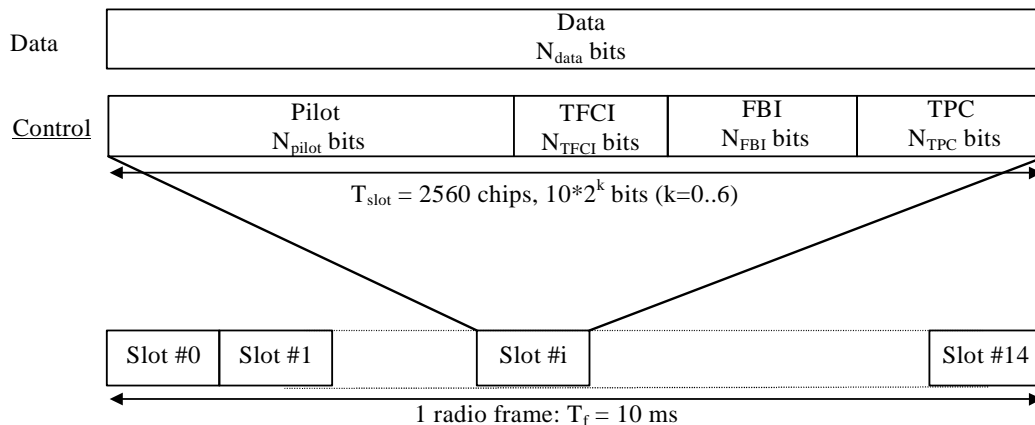 Data
Data
N_data bits
Control
Pilot
N_pilot bits
TFCI
N_TFCI bits
FBI
N_FBI bits
TPC
N_TPC bits
T_slot = 2560 chips, 10*2^k bits (k=0..6)
Slot #0
Slot #1
Slot #i
Slot #14
1 radio frame: T_f = 10 ms